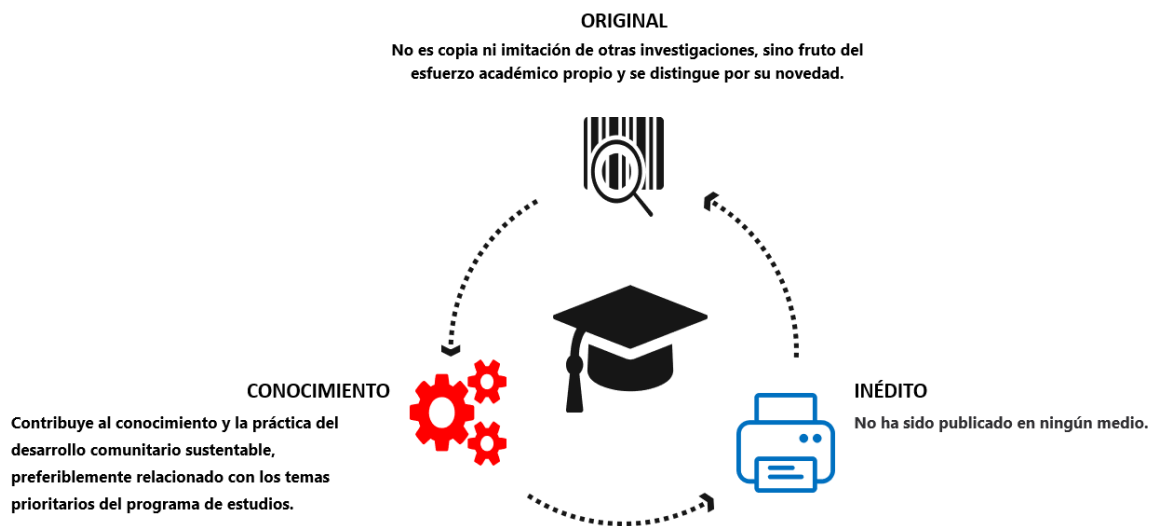 ORIGINAL
No es copia ni imitación de otras investigaciones, sino fruto del
esfuerzo académico propio y se distingue por su novedad.
CONOCIMIENTO
Contribuye al conocimiento y la práctica del
desarrollo comunitario sustentable,
preferiblemente relacionado con los temas
prioritarios del programa de estudios.
INÉDITO
No ha sido publicado en ningún medio.